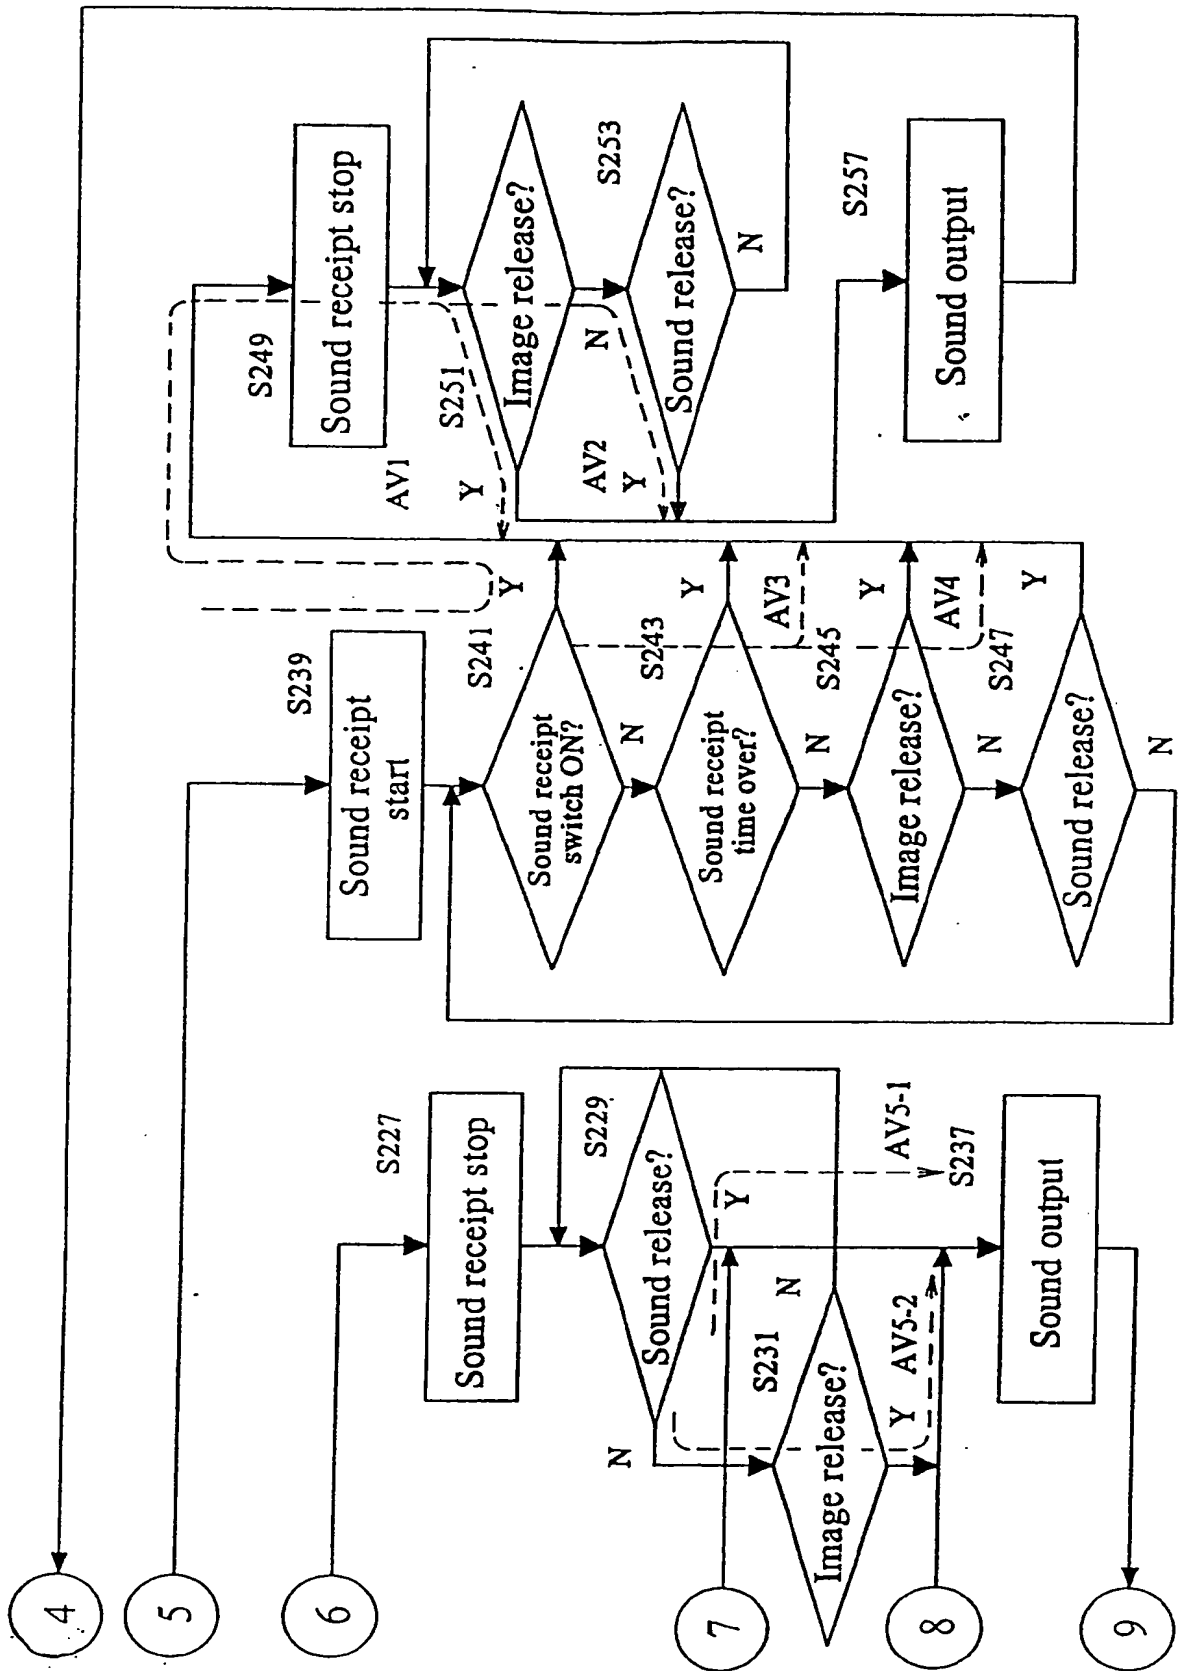 4
5
6
7
8
9
S227
Sound receipt stop
S229
Sound release?
Y
N
S231
Image release?
N
Y
AV5-1
AV5-2
S237
Sound output
S239
Sound receipt
start
S241
Sound receipt
switch ON?
Y
N
S243
Sound receipt
time over?
Y
N
AV3
S245
Image release?
Y
N
AV4
S247
Sound release?
Y
N
S249
Sound receipt stop
AV1
S251
Image release?
Y
N
AV2
S253
Sound release?
Y
N
S257
Sound output